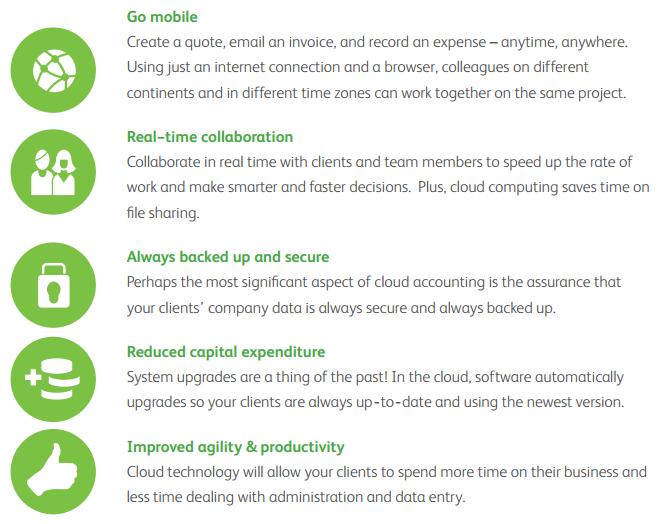 Go mobile
Create a quote, email an invoice, and record an expense – anytime, anywhere.
Using just an internet connection and a browser, colleagues on different
continents and in different time zones can work together on the same project.
Real-time collaboration
Collaborate in real time with clients and team members to speed up the rate of
work and make smarter and faster decisions.  Plus, cloud computing saves time on
file sharing.
Always backed up and secure
Perhaps the most significant aspect of cloud accounting is the assurance that
your clients’ company data is always secure and always backed up.
Reduced capital expenditure
System upgrades are a thing of the past! In the cloud, software automatically
upgrades so your clients are always up-to-date and using the newest version.
Improved agility & productivity
Cloud technology will allow your clients to spend more time on their business and
less time dealing with administration and data entry.